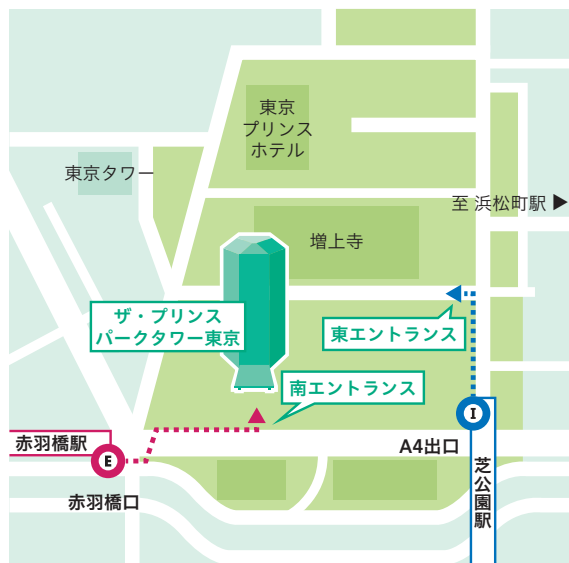 東京
プリンス
ホテル
東京タワー
至 浜松町駅 ▶
増上寺
ザ・プリンス
パークタワー東京
東エントランス
南エントランス
赤羽橋駅
E
赤羽橋口
I
A4出口
芝公園駅